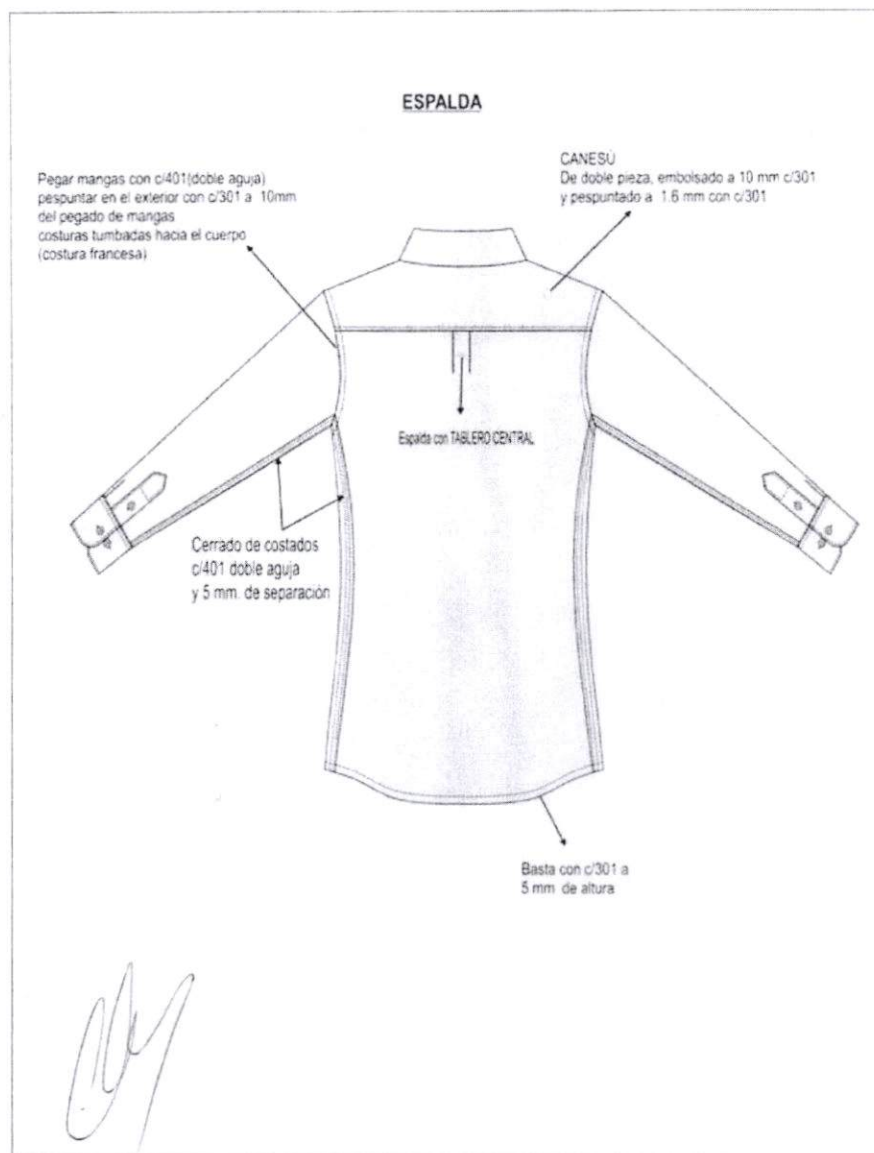 ESPALDA
Pegar mangas con c/401(doble aguja)
pespuntar en el exterior con c/301 a 10mm
del pegado de mangas
costuras tumbadas hacia el cuerpo
(costura francesa)
CANESÚ
De doble pieza, embolsado a 10 mm c/301
y pespuntado a 1.6 mm con c/301
Espalda con TABLERO CENTRAL
Cerrado de costados
c/401 doble aguja
y 5 mm. de separación
Basta con c/301 a
5 mm de altura